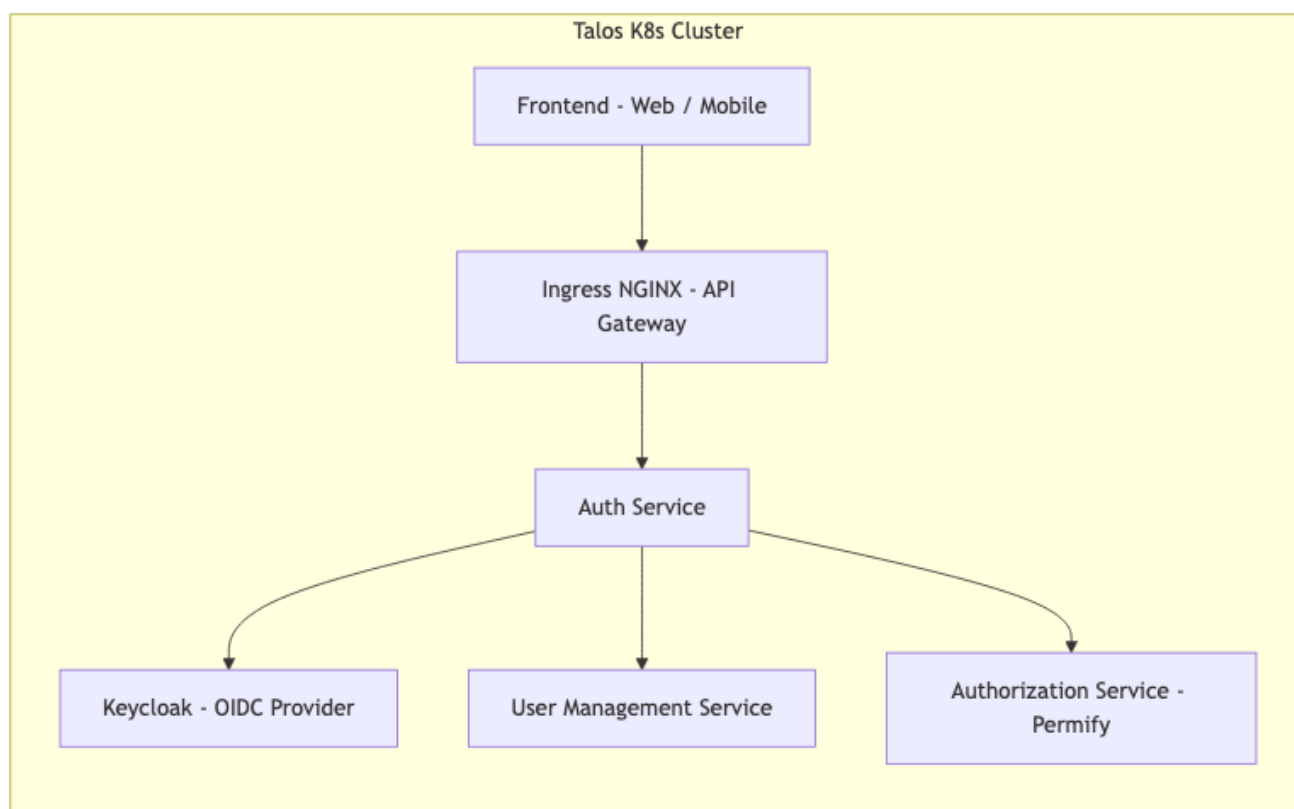 Talos K8s Cluster
Frontend - Web / Mobile
Ingress NGINX - API
Gateway
Auth Service
Keycloak - OIDC Provider
User Management Service
Authorization Service -
Permify